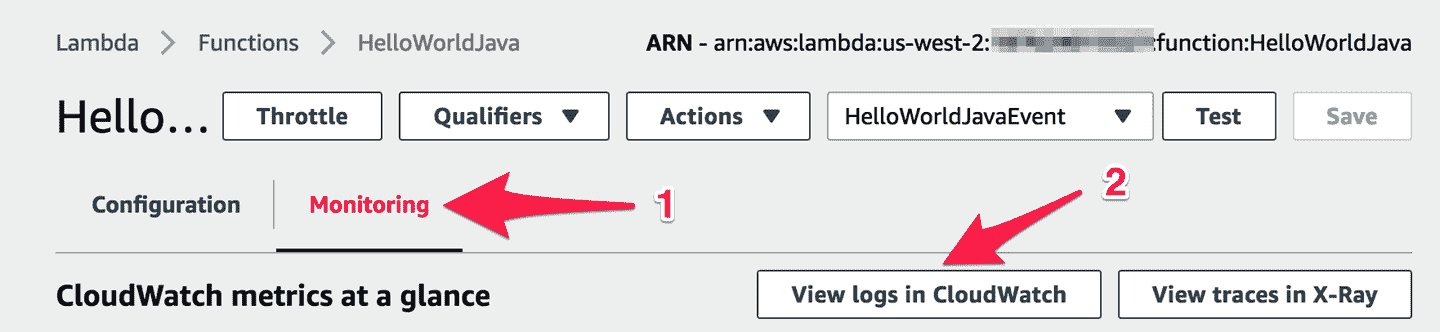 Lambda > Functions > HelloWorldJava
ARN - arn:aws:lambda:us-west-2: :function:HelloWorldJava
Hello... Throttle Qualifiers Actions HelloWorldJavaEvent Test Save
Configuration Monitoring 1
2
CloudWatch metrics at a glance View logs in CloudWatch View traces in X-Ray